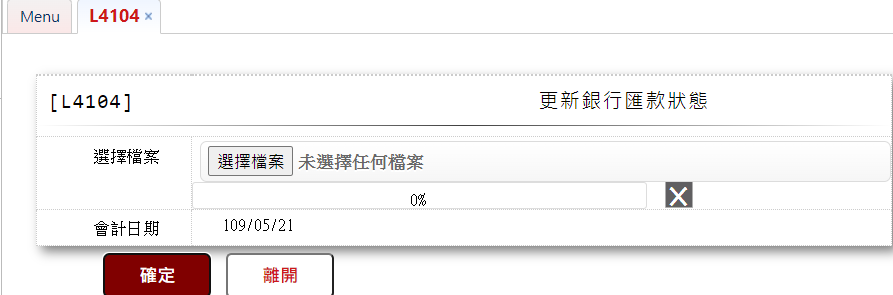 Menu L4104 ×
[L4104] 更新銀行匯款狀態
選擇檔案 選擇檔案 未選擇任何檔案
0% X
會計日期 109/05/21
確定 離開